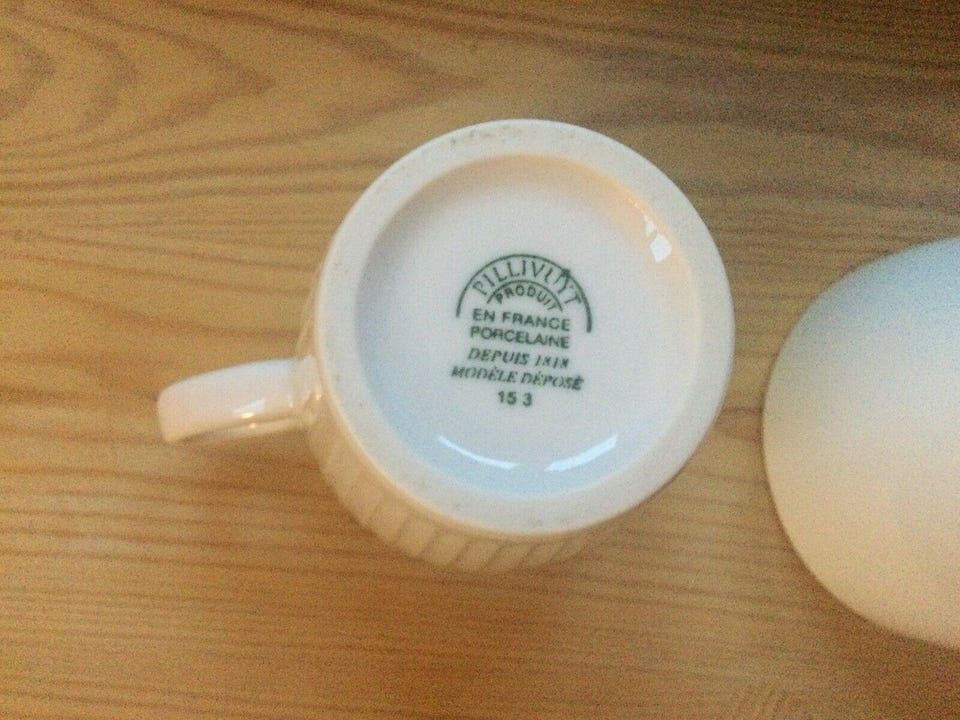 PILLIVUYT
PRODUIT
EN FRANCE
PORCELAINE
DEPUIS 1818
MODÈLE DÉPOSÉ
15 3